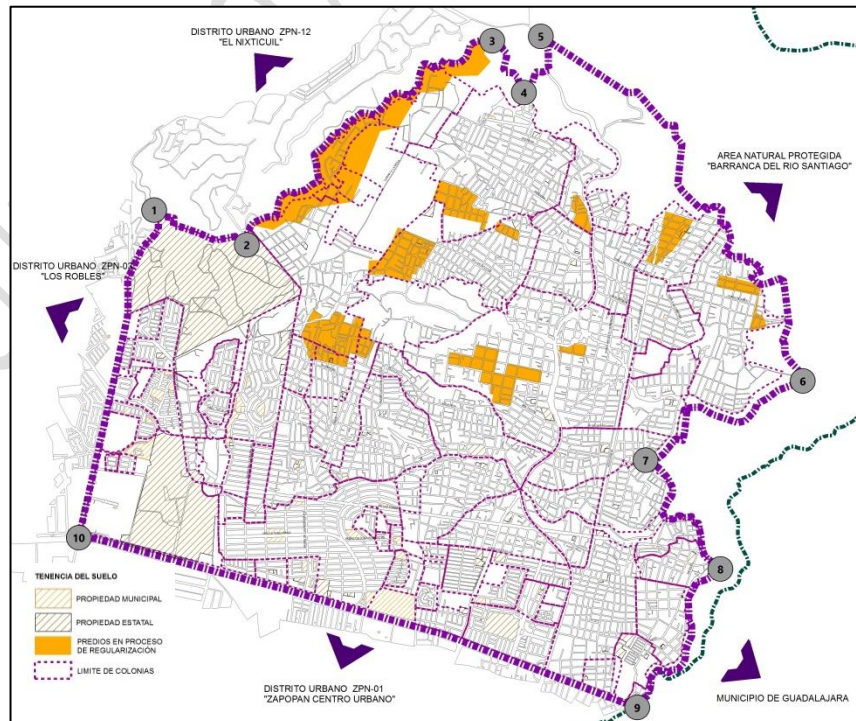 DISTRITO URBANO ZPN-12
"EL NIXTICUIL"
3
5
4
AREA NATURAL PROTEGIDA
"BARRANCA DEL RIO SANTIAGO"
1
2
DISTRITO URBANO ZPN-02
"LOS ROBLES"
6
7
10
8
TENENCIA DEL SUELO
PROPIEDAD MUNICIPAL
PROPIEDAD ESTATAL
PREDIOS EN PROCESO
DE REGULARIZACIÓN
LIMITE DE COLONIAS
DISTRITO URBANO ZPN-01
"ZAPOPAN CENTRO URBANO"
MUNICIPIO DE GUADALAJARA
9